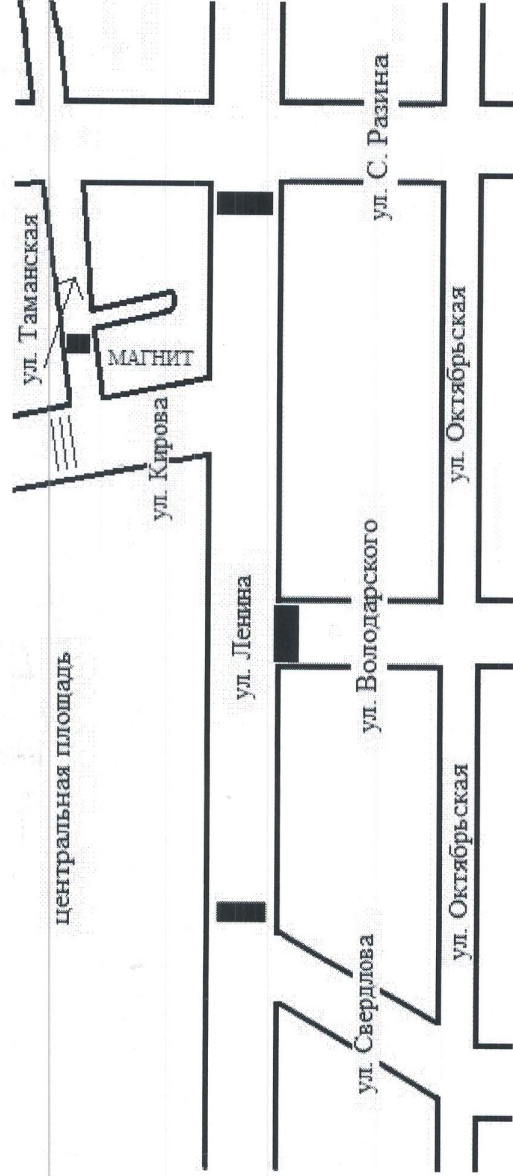 центральная площадь
ул. Таманская
МАГНИТ
ул. Кирова
ул. Ленина
ул. Свердлова
ул. Володарского
ул. С. Разина
ул. Октябрьская
ул. Октябрьская